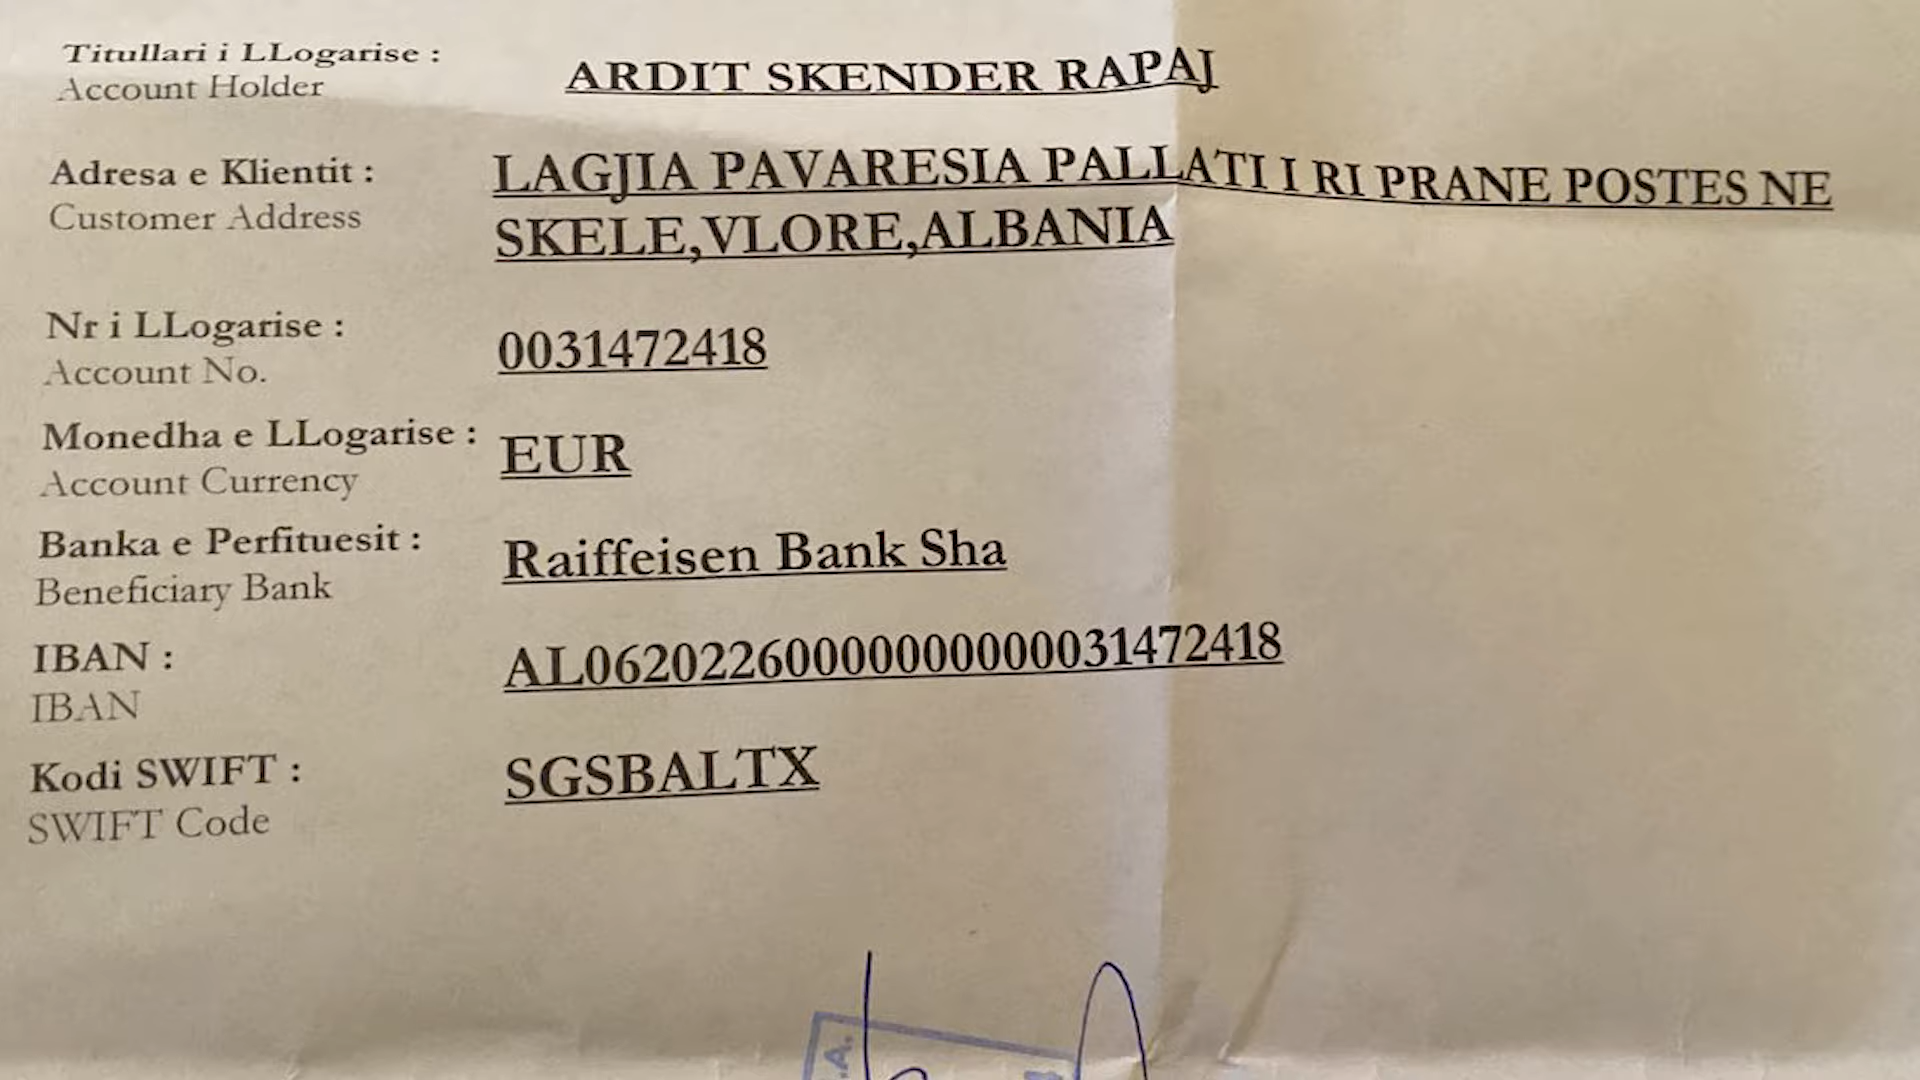 Titullari i LLogarise :
Account Holder
ARDIT SKENDER RAPAJ
Adresa e Klientit :
Customer Address
LAGJIA PAVARESIA PALLATI I RI PRANE POSTES NE
SKELE,VLORE,ALBANIA
Nr i LLogarise :
Account No.
0031472418
Monedha e LLogarise :
Account Currency
EUR
Banka e Perfituesit :
Beneficiary Bank
Raiffeisen Bank Sha
IBAN :
IBAN
AL06202260000000000031472418
Kodi SWIFT :
SWIFT Code
SGSBALTX
.A.